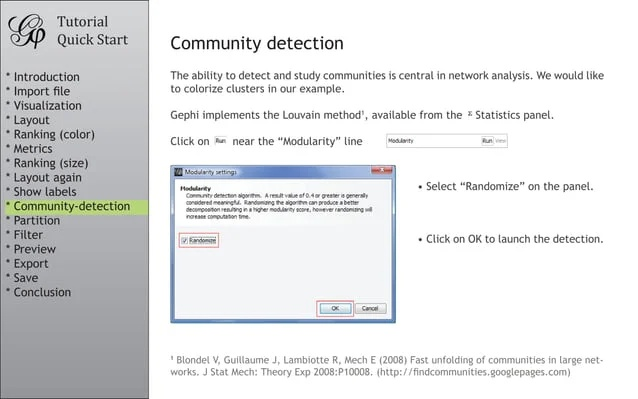 Tutorial
Quick Start
* Introduction
* Import file
* Visualization
* Layout
* Ranking (color)
* Metrics
* Ranking (size)
* Layout again
* Show labels
* Community-detection
* Partition
* Filter
* Preview
* Export
* Save
* Conclusion
Community detection
The ability to detect and study communities is central in network analysis. We would like
to colorize clusters in our example.
Gephi implements the Louvain method¹, available from the Σ Statistics panel.
Click on Run near the “Modularity” line
Modularity Run View
Modularity settings
Modularity
Community detection algorithm. A result value of 0.4 or greater is generally
considered meaningful. Randomizing the algorithm can produce a better
decomposition resulting in a higher modularity score, however randomizing will
increase computation time.
Randomize
OK Cancel
• Select “Randomize” on the panel.
• Click on OK to launch the detection.
¹ Blondel V, Guillaume J, Lambiotte R, Mech E (2008) Fast unfolding of communities in large net-
works. J Stat Mech: Theory Exp 2008:P10008. (http://findcommunities.googlepages.com)